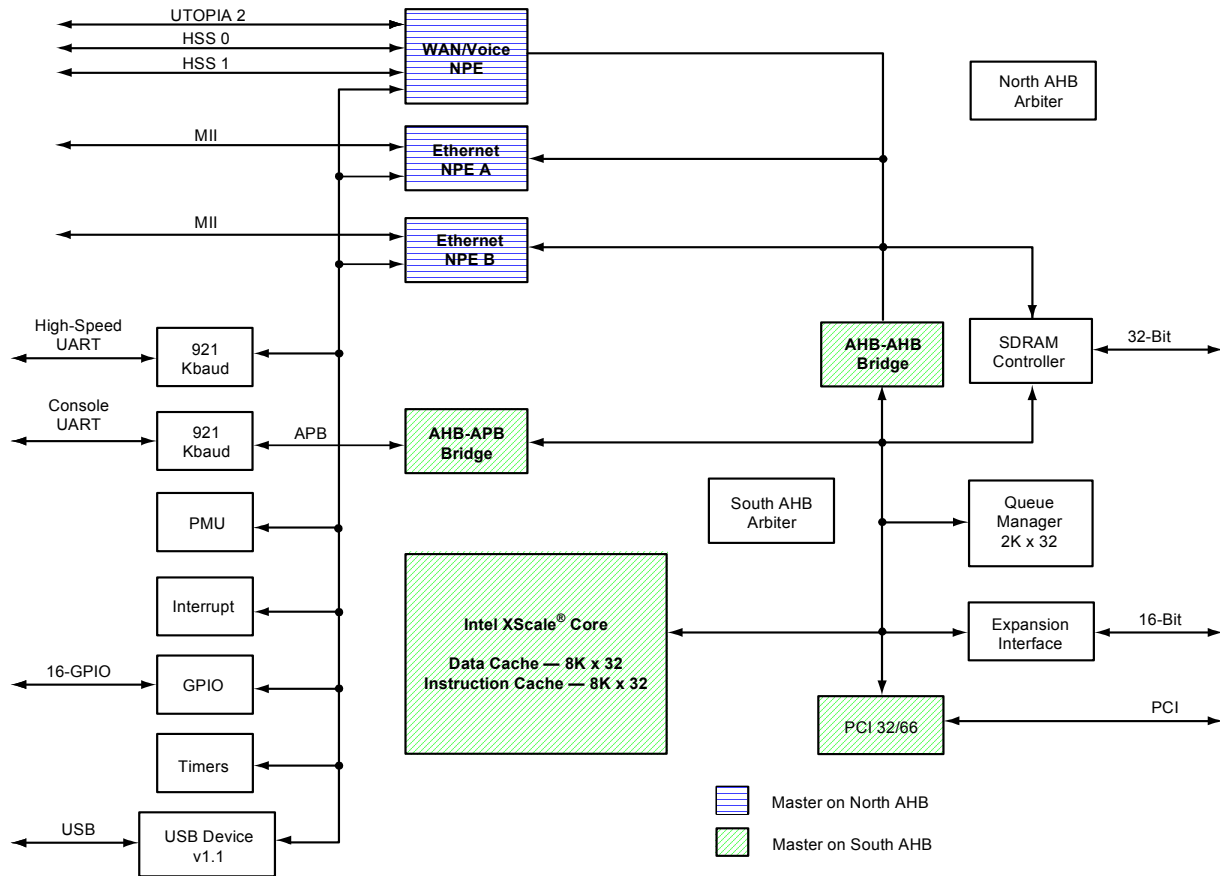 UTOPIA 2
HSS 0
HSS 1
WAN/Voice
NPE
North AHB
Arbiter
MII
Ethernet
NPE A
MII
Ethernet
NPE B
High-Speed
UART
921
Kbaud
AHB-AHB
Bridge
SDRAM
Controller
32-Bit
Console
UART
921
Kbaud
APB
AHB-APB
Bridge
PMU
South AHB
Arbiter
Queue
Manager
2K x 32
Interrupt
Intel XScale® Core
Data Cache — 8K x 32
Instruction Cache — 8K x 32
Expansion
Interface
16-Bit
16-GPIO
GPIO
PCI 32/66
PCI
Timers
Master on North AHB
USB
USB Device
v1.1
Master on South AHB